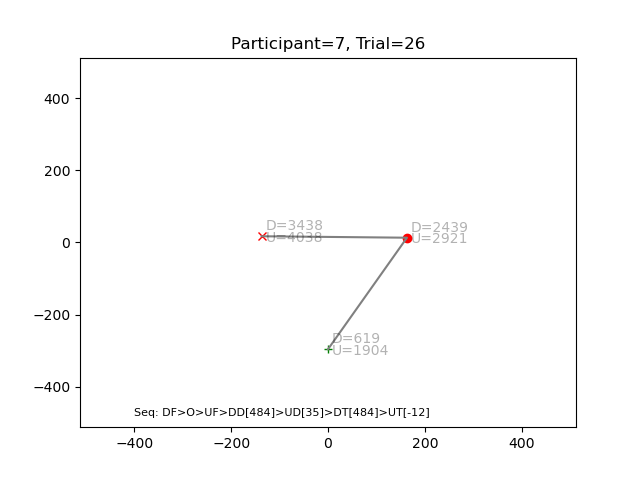 Participant=7, Trial=26
400
200
0
−200
−400
D=3438
U=4038
D=2439
U=2921
D=619
U=1904
Seq: DF>O>UF>DD[484]>UD[35]>DT[484]>UT[-12]
−400
−200
0
200
400